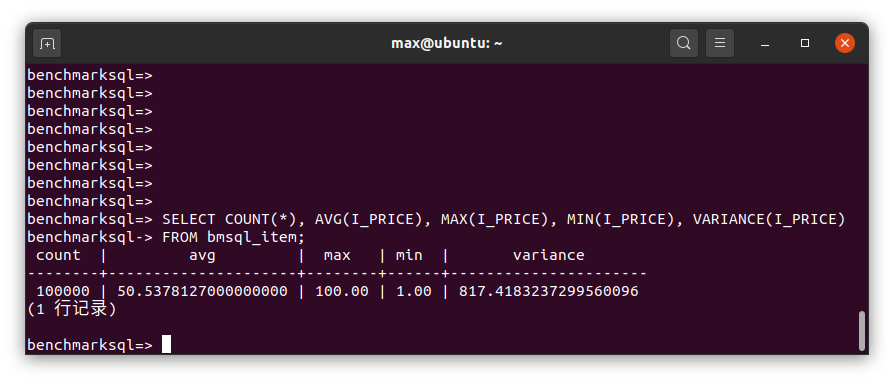 max@ubuntu: ~
benchmarksql=>
benchmarksql=>
benchmarksql=>
benchmarksql=>
benchmarksql=>
benchmarksql=>
benchmarksql=>
benchmarksql=>
benchmarksql=> SELECT COUNT(*), AVG(I_PRICE), MAX(I_PRICE), MIN(I_PRICE), VARIANCE(I_PRICE)
benchmarksql-> FROM bmsql_item;
 count  |         avg         |  max   | min  |       variance
--------+---------------------+--------+------+----------------------
 100000 | 50.5378127000000000 | 100.00 | 1.00 | 817.4183237299560096
(1 行记录)
benchmarksql=>